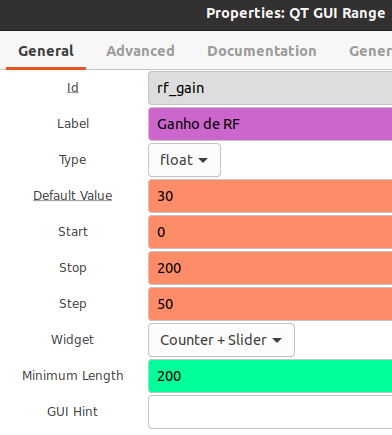 Properties: QT GUI Range
General Advanced Documentation Gener
Id rf_gain
Label Ganho de RF
Type float
Default Value 30
Start 0
Stop 200
Step 50
Widget Counter + Slider
Minimum Length 200
GUI Hint